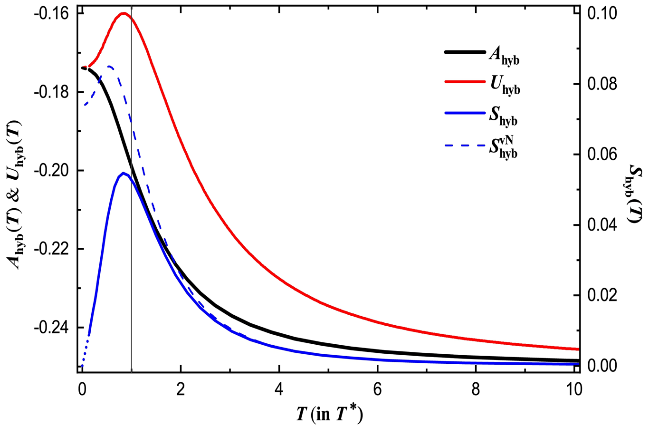 -0.16
-0.18
-0.20
-0.22
-0.24
A_hyb(T) & U_hyb(T)
A_hyb
U_hyb
S_hyb
S_hyb^vN
0.10
0.08
0.06
0.04
0.02
0.00
S_hyb(T)
0 2 4 6 8 10
T (in T*)